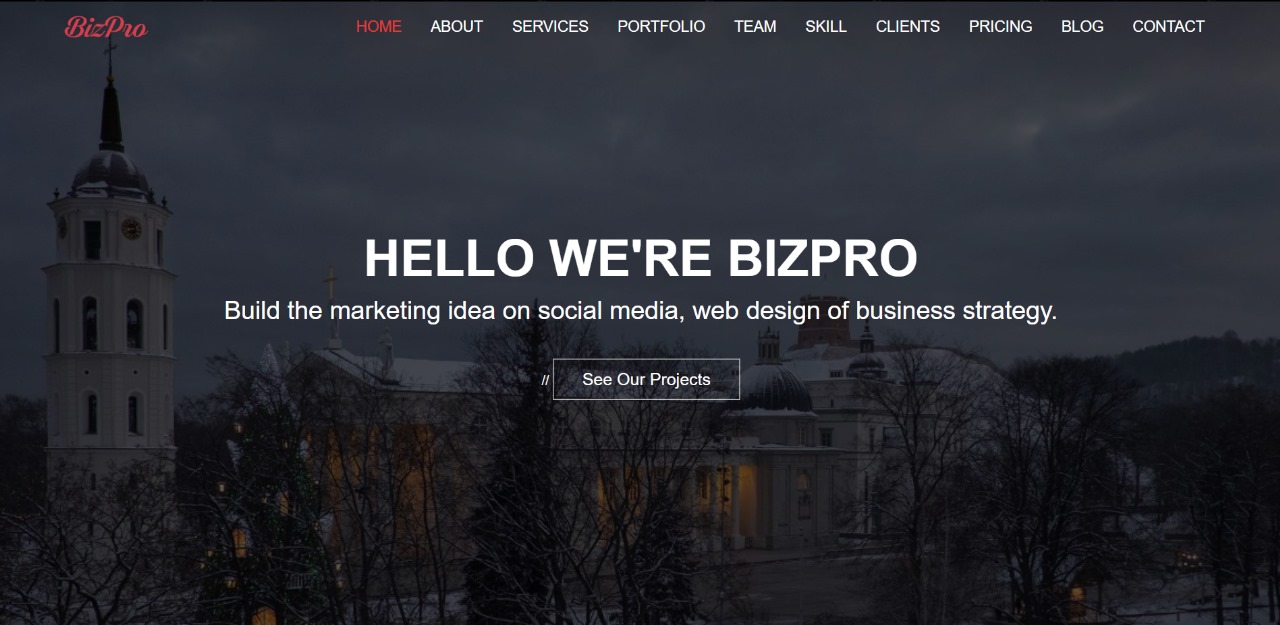 BizPro
HOME ABOUT SERVICES PORTFOLIO TEAM SKILL CLIENTS PRICING BLOG CONTACT
HELLO WE'RE BIZPRO
Build the marketing idea on social media, web design of business strategy.
// See Our Projects